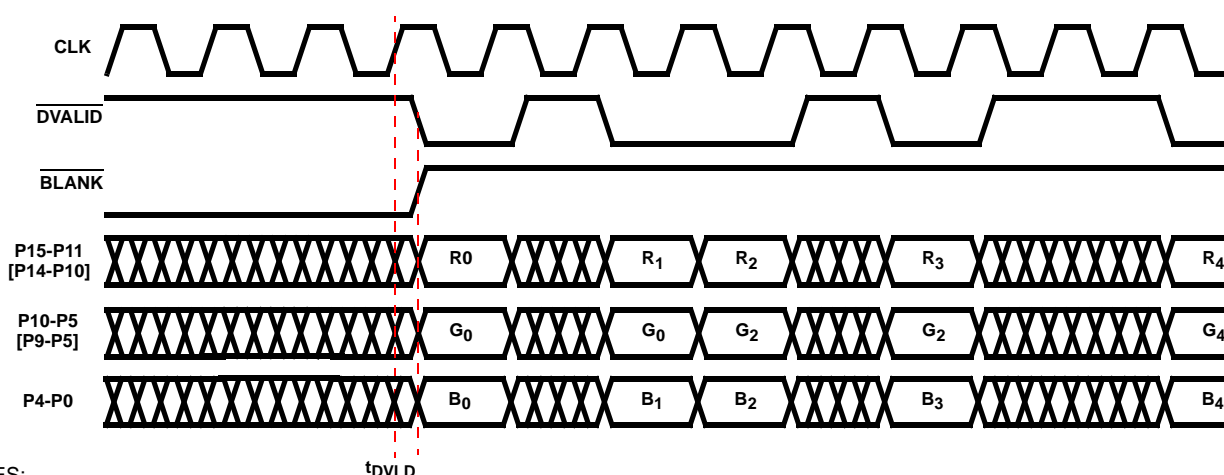 CLK
DVALID
BLANK
P15-P11
[P14-P10]
R0 R1 R2 R3 R4
P10-P5
[P9-P5]
G0 G0 G2 G2 G4
P4-P0
B0 B1 B2 B3 B4
tDVLD